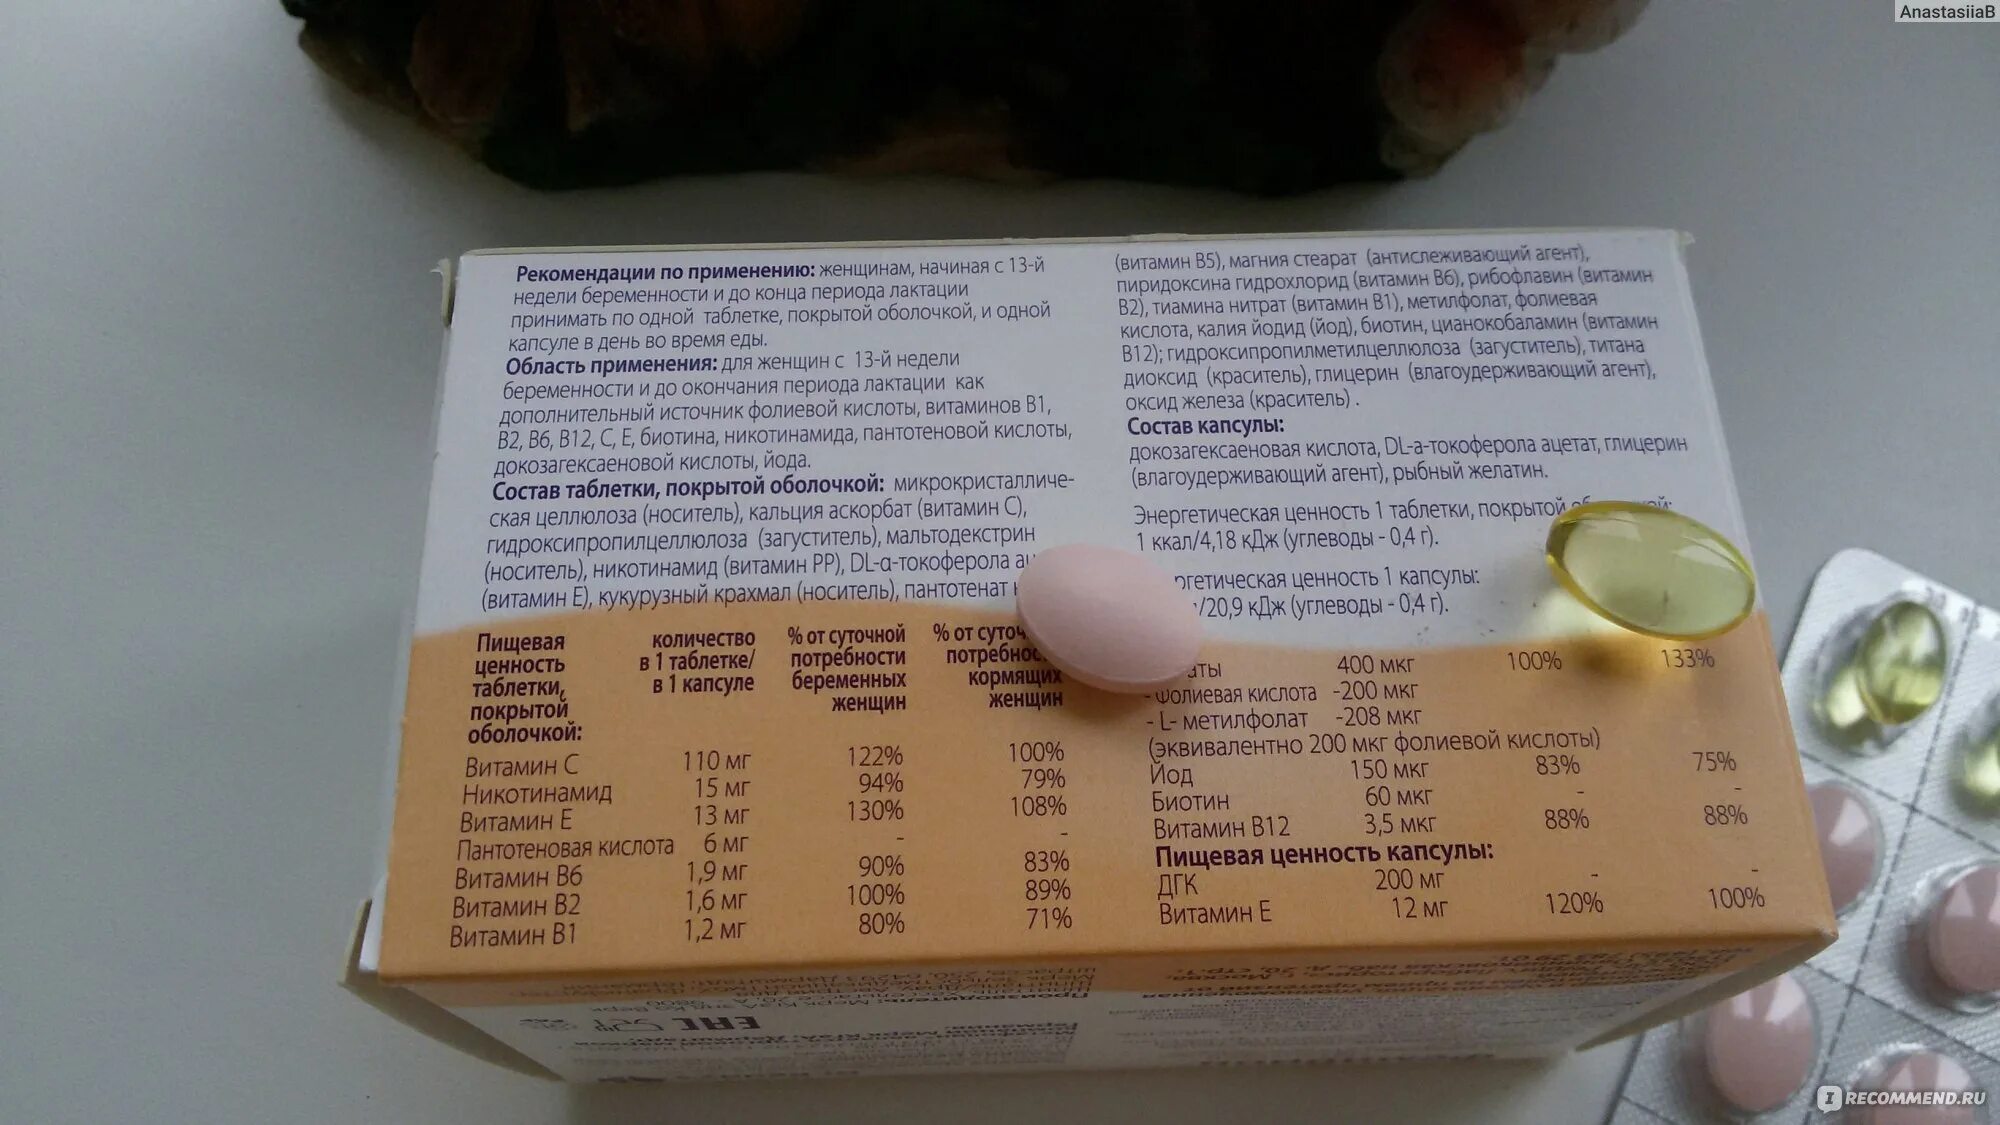 AnastasiiaB
Рекомендации по применению: женщинам, начиная с 13-й
недели беременности и до конца периода лактации
принимать по одной таблетке, покрытой оболочкой, и одной
капсуле в день во время еды.
Область применения: для женщин с 13-й недели
беременности и до окончания периода лактации как
дополнительный источник фолиевой кислоты, витаминов В1,
В2, В6, В12, С, Е, биотина, никотинамида, пантотеновой кислоты,
докозагексаеновой кислоты, йода.
Состав таблетки, покрытой оболочкой: микрокристалличе-
ская целлюлоза (носитель), кальция аскорбат (витамин С),
гидроксипропилцеллюлоза (загуститель), мальтодекстрин
(носитель), никотинамид (витамин РР), DL-α-токоферола
(витамин Е), кукурузный крахмал (носитель), пантотенат
(витамин В5), магния стеарат (антислеживающий агент),
пиридоксина гидрохлорид (витамин В6), рибофлавин (витамин
В2), тиамина нитрат (витамин В1), метилфолат, фолиевая
кислота, калия йодид (йод), биотин, цианокобаламин (витамин
В12); гидроксипропилметилцеллюлоза (загуститель), титана
диоксид (краситель), глицерин (влагоудерживающий агент),
оксид железа (краситель) .
Состав капсулы:
докозагексаеновая кислота, DL-а-токоферола ацетат, глицерин
(влагоудерживающий агент), рыбный желатин.
Энергетическая ценность 1 таблетки, покрытой
1 ккал/4,18 кДж (углеводы - 0,4 г).
ценность 1 капсулы:
/20,9 кДж (углеводы - 0,4 г).
Пищевая ценность таблетки, покрытой оболочкой: количество в 1 таблетке/ в 1 капсуле % от суточной потребности беременных женщин % от кормящих женщин
Витамин С 110 мг 122% 100%
Никотинамид 15 мг 94% 79%
Витамин Е 13 мг 130% 108%
Пантотеновая кислота 6 мг - -
Витамин В6 1,9 мг 90% 83%
Витамин В2 1,6 мг 100% 89%
Витамин В1 1,2 мг 80% 71%
400 мкг 100% 133%
- Фолиевая кислота -200 мкг
- L- метилфолат -208 мкг
(эквивалентно 200 мкг фолиевой кислоты)
Йод 150 мкг 83% 75%
Биотин 60 мкг - -
Витамин В12 3,5 мкг 88% 88%
Пищевая ценность капсулы:
ДГК 200 мг - -
Витамин Е 12 мг 120% 100%
EAC
IRECOMMEND.RU